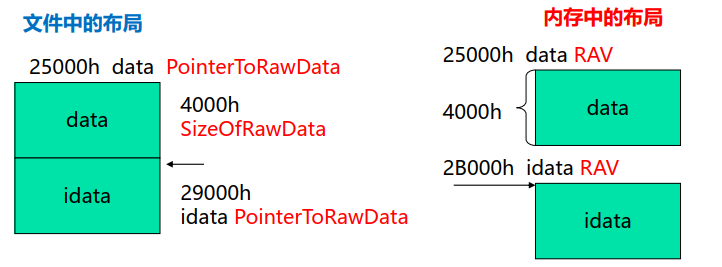 文件中的布局
25000h data PointerToRawData
data
4000h
SizeOfRawData
idata
29000h
idata PointerToRawData
内存中的布局
25000h data RAV
4000h
data
2B000h idata RAV
idata